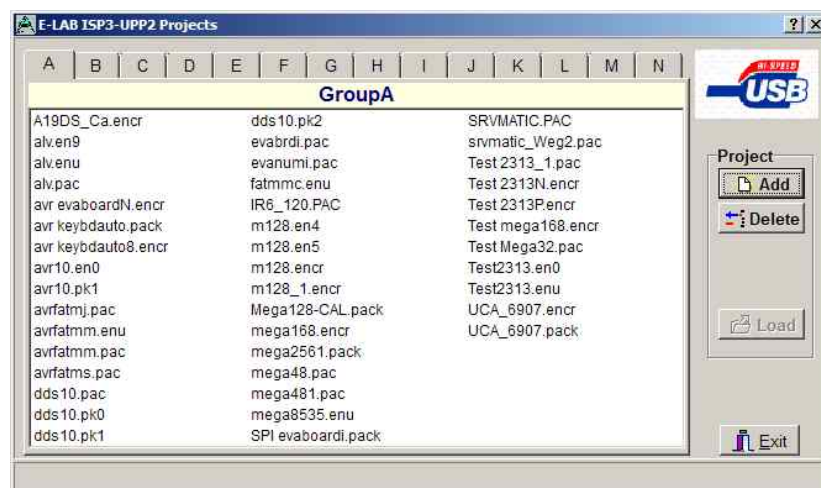 E-LAB ISP3-UPP2 Projects
A B C D E F G H I J K L M N
GroupA
A19DS_Ca.encr
alv.en9
alv.enu
alv.pac
avr evaboardN.encr
avr keybdauto.pack
avr keybdauto8.encr
avr10.en0
avr10.pk1
avrfatmj.pac
avrfatmm.enu
avrfatmm.pac
avrfatms.pac
dds10.pac
dds10.pk0
dds10.pk1
dds10.pk2
evabrdi.pac
evanumi.pac
fatmmc.enu
IR6_120.PAC
m128.en4
m128.en5
m128.encr
m128_1.encr
Mega128-CAL.pack
mega168.encr
mega2561.pack
mega48.pac
mega481.pac
mega8535.enu
SPI evaboardi.pack
SRVMATIC.PAC
srvmatic_Weg2.pac
Test 2313_1.pac
Test 2313N.encr
Test 2313P.encr
Test mega168.encr
Test Mega32.pac
Test2313.en0
Test2313.enu
UCA_6907.encr
UCA_6907.pack
HI-SPEED
USB
Project
Add
Delete
Load
Exit